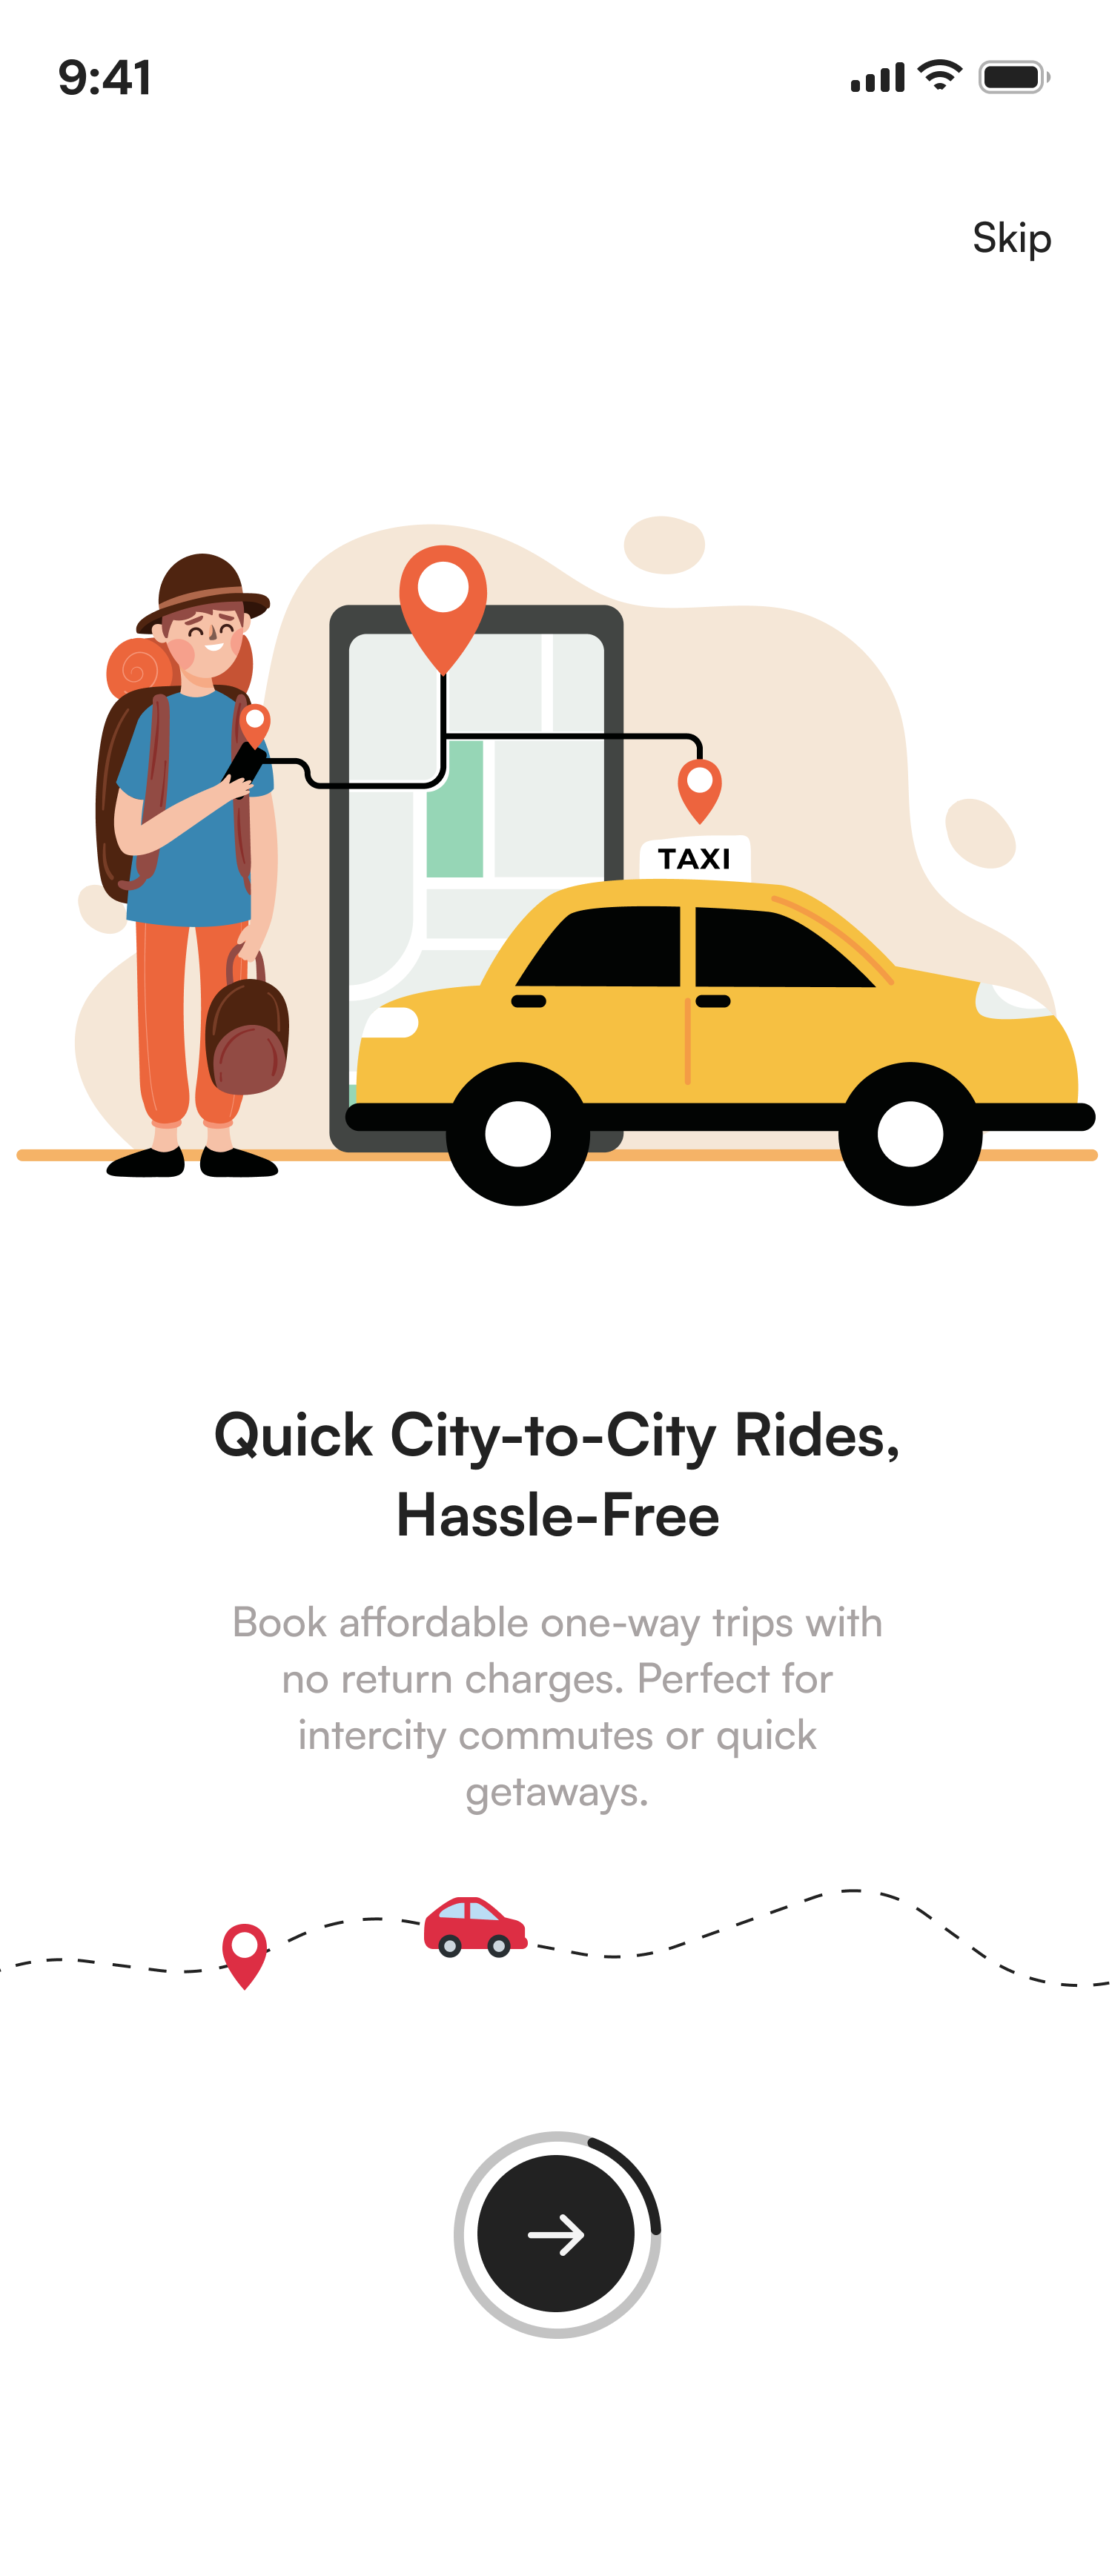 9:41
Skip
TAXI
Quick City-to-City Rides,
Hassle-Free
Book affordable one-way trips with
no return charges. Perfect for
intercity commutes or quick
getaways.